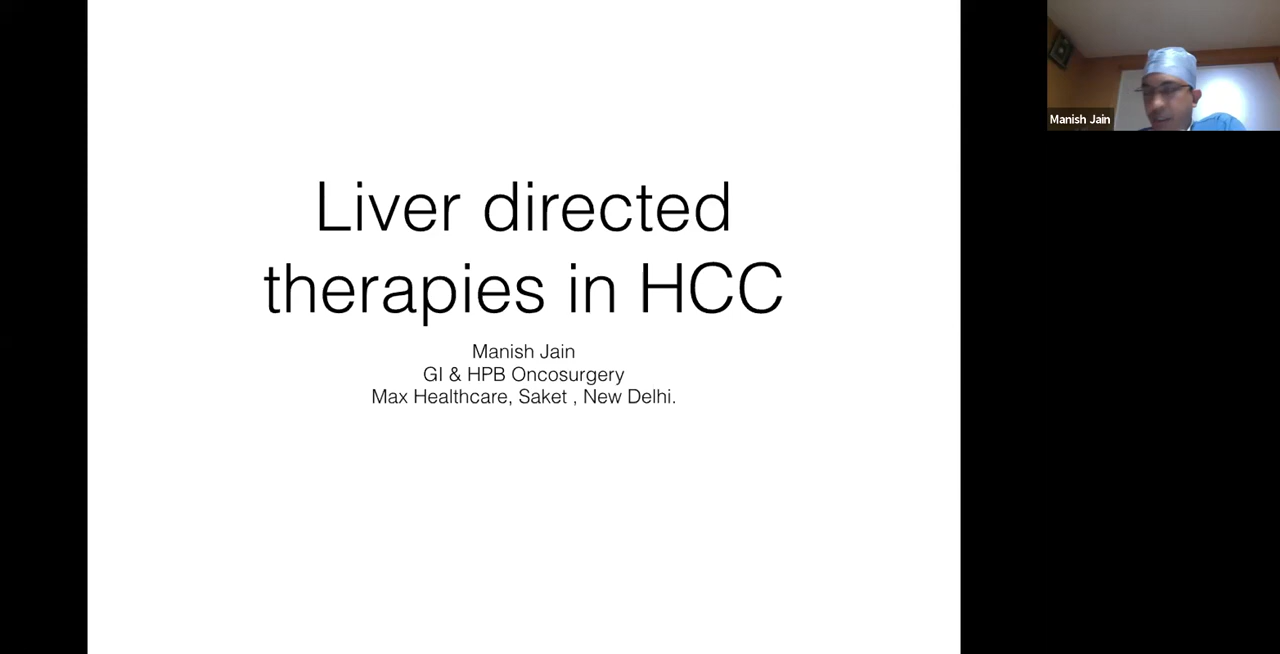 Liver directed
therapies in HCC
Manish Jain
GI & HPB Oncosurgery
Max Healthcare, Saket , New Delhi.
Manish Jain